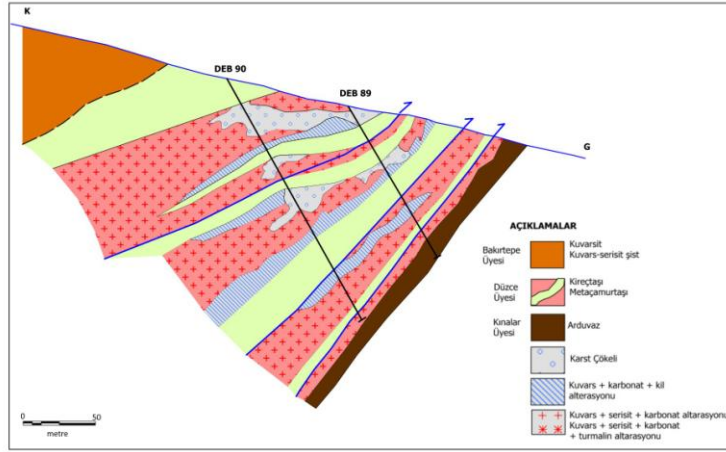 K
DEB 90
DEB 89
G
AÇIKLAMALAR
Bakırtepe
Üyesi
Kuvarsit
Kuvars-serisit şist
Düzce
Üyesi
Kireçtaşı
Metaçamurtaşı
Kınalar
Üyesi
Arduvaz
Karst Çökeli
Kuvars + karbonat + kil
alterasyonu
Kuvars + serisit + karbonat altarasyonu
Kuvars + serisit + karbonat
+ turmalin altarasyonu
0 50
metre